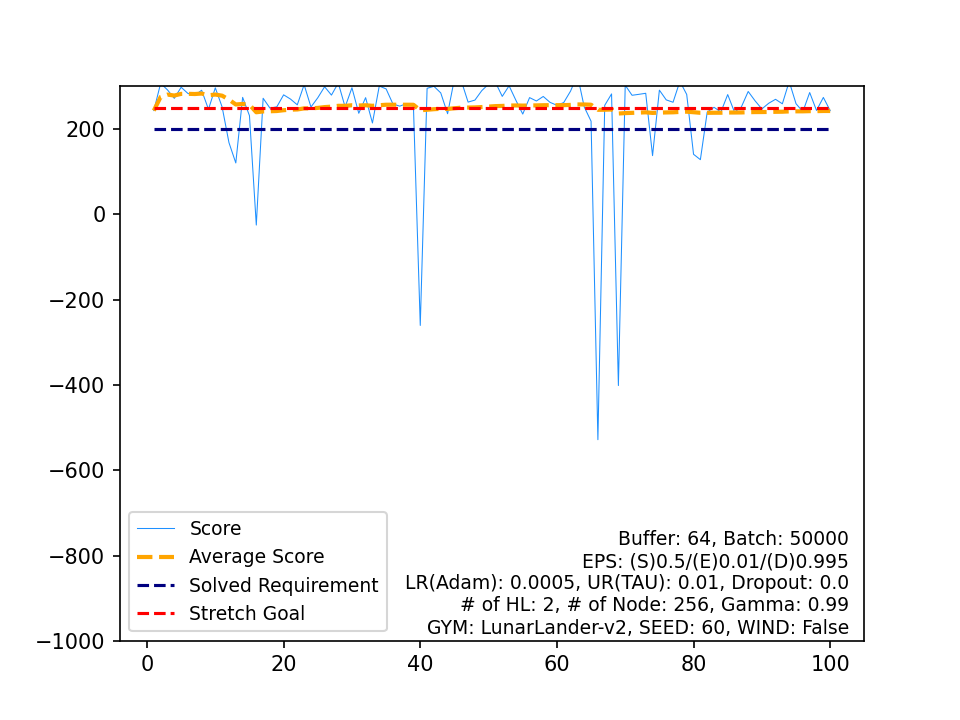 200
0
−200
−400
−600
−800
−1000
0
20
40
60
80
100
Score
Average Score
Solved Requirement
Stretch Goal
Buffer: 64, Batch: 50000
EPS: (S)0.5/(E)0.01/(D)0.995
LR(Adam): 0.0005, UR(TAU): 0.01, Dropout: 0.0
# of HL: 2, # of Node: 256, Gamma: 0.99
GYM: LunarLander-v2, SEED: 60, WIND: False